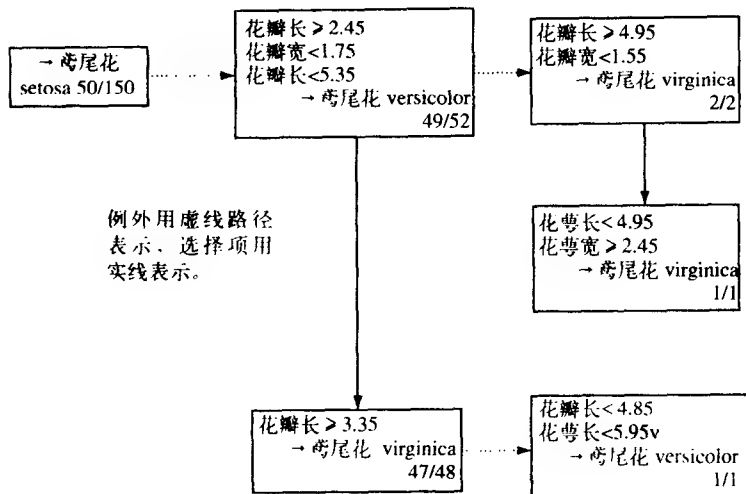 → 鸢尾花
setosa 50/150
花瓣长≥2.45
花瓣宽<1.75
花瓣长<5.35
→ 鸢尾花 versicolor
49/52
花瓣长≥4.95
花瓣宽<1.55
→ 鸢尾花 virginica
2/2
花萼长<4.95
花萼宽≥2.45
→ 鸢尾花 virginica
1/1
例外用虚线路径
表示，选择项用
实线表示。
花瓣长≥3.35
→ 鸢尾花 virginica
47/48
花瓣长<4.85
花萼长<5.95v
→ 鸢尾花 versicolor
1/1